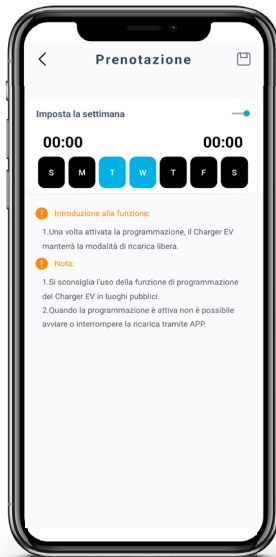 Prenotazione
Imposta la settimana
00:00 00:00
S M T W T F S
! Introduzione alla funzione:
1.Una volta attivata la programmazione, il Charger EV
manterrà la modalità di ricarica libera.
! Nota:
1.Si sconsiglia l'uso della funzione di programmazione
del Charger EV in luoghi pubblici.
2.Quando la programmazione è attiva non è possibile
avviare o interrompere la ricarica tramite APP.